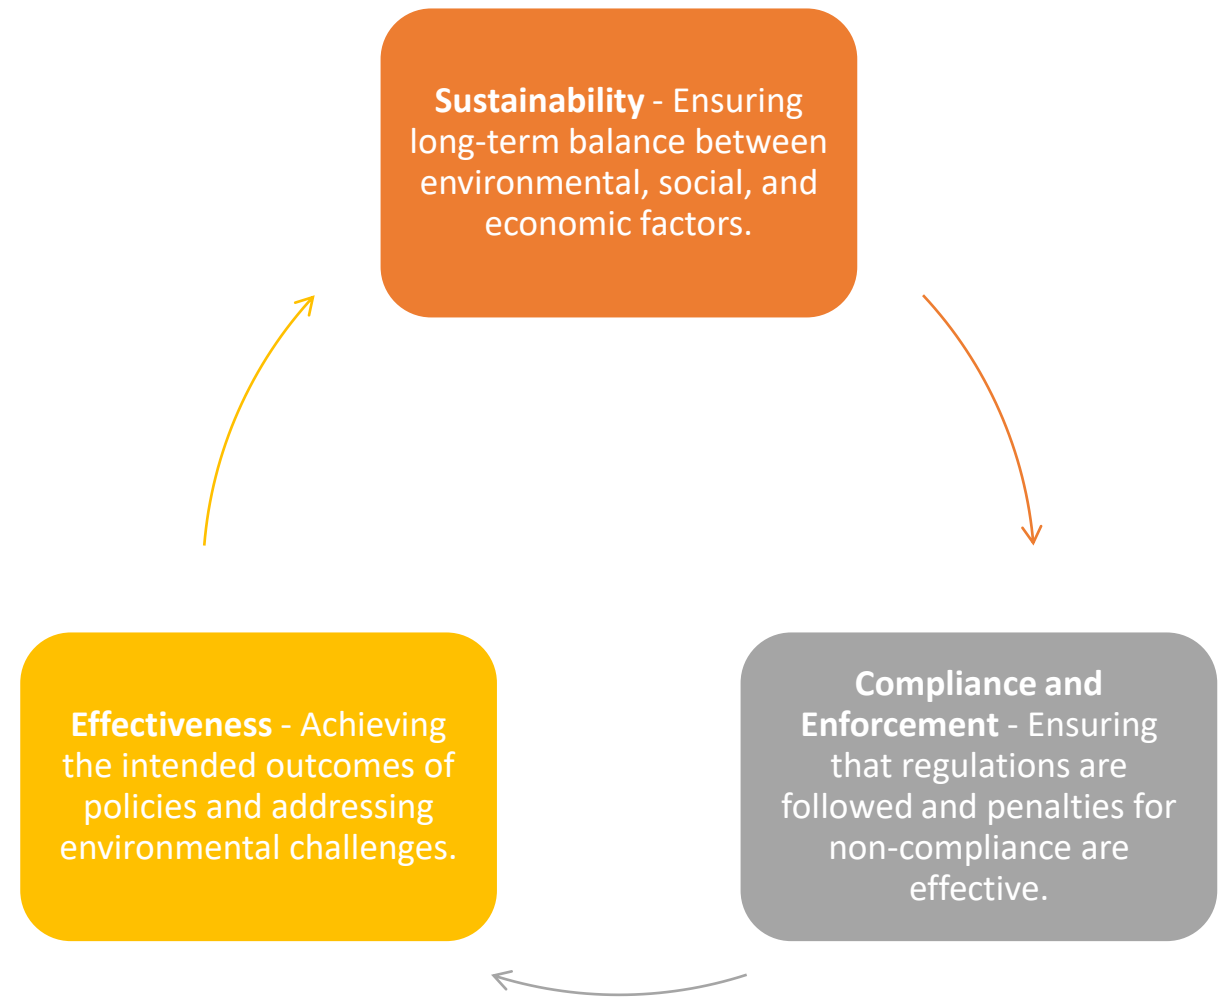 Sustainability - Ensuring
long-term balance between
environmental, social, and
economic factors.
Compliance and
Enforcement - Ensuring
that regulations are
followed and penalties for
non-compliance are
effective.
Effectiveness - Achieving
the intended outcomes of
policies and addressing
environmental challenges.